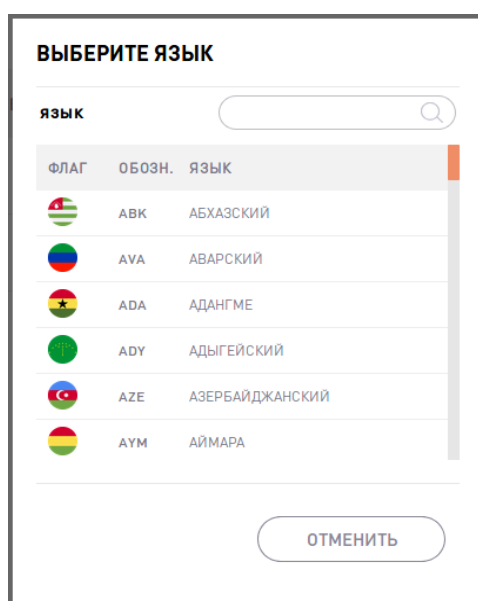 ВЫБЕРИТЕ ЯЗЫК
ЯЗЫК
ФЛАГ ОБОЗН. ЯЗЫК
ABK АБХАЗСКИЙ
AVA АВАРСКИЙ
ADA АДАНГМЕ
ADY АДЫГЕЙСКИЙ
AZE АЗЕРБАЙДЖАНСКИЙ
AYM АЙМАРА
ОТМЕНИТЬ